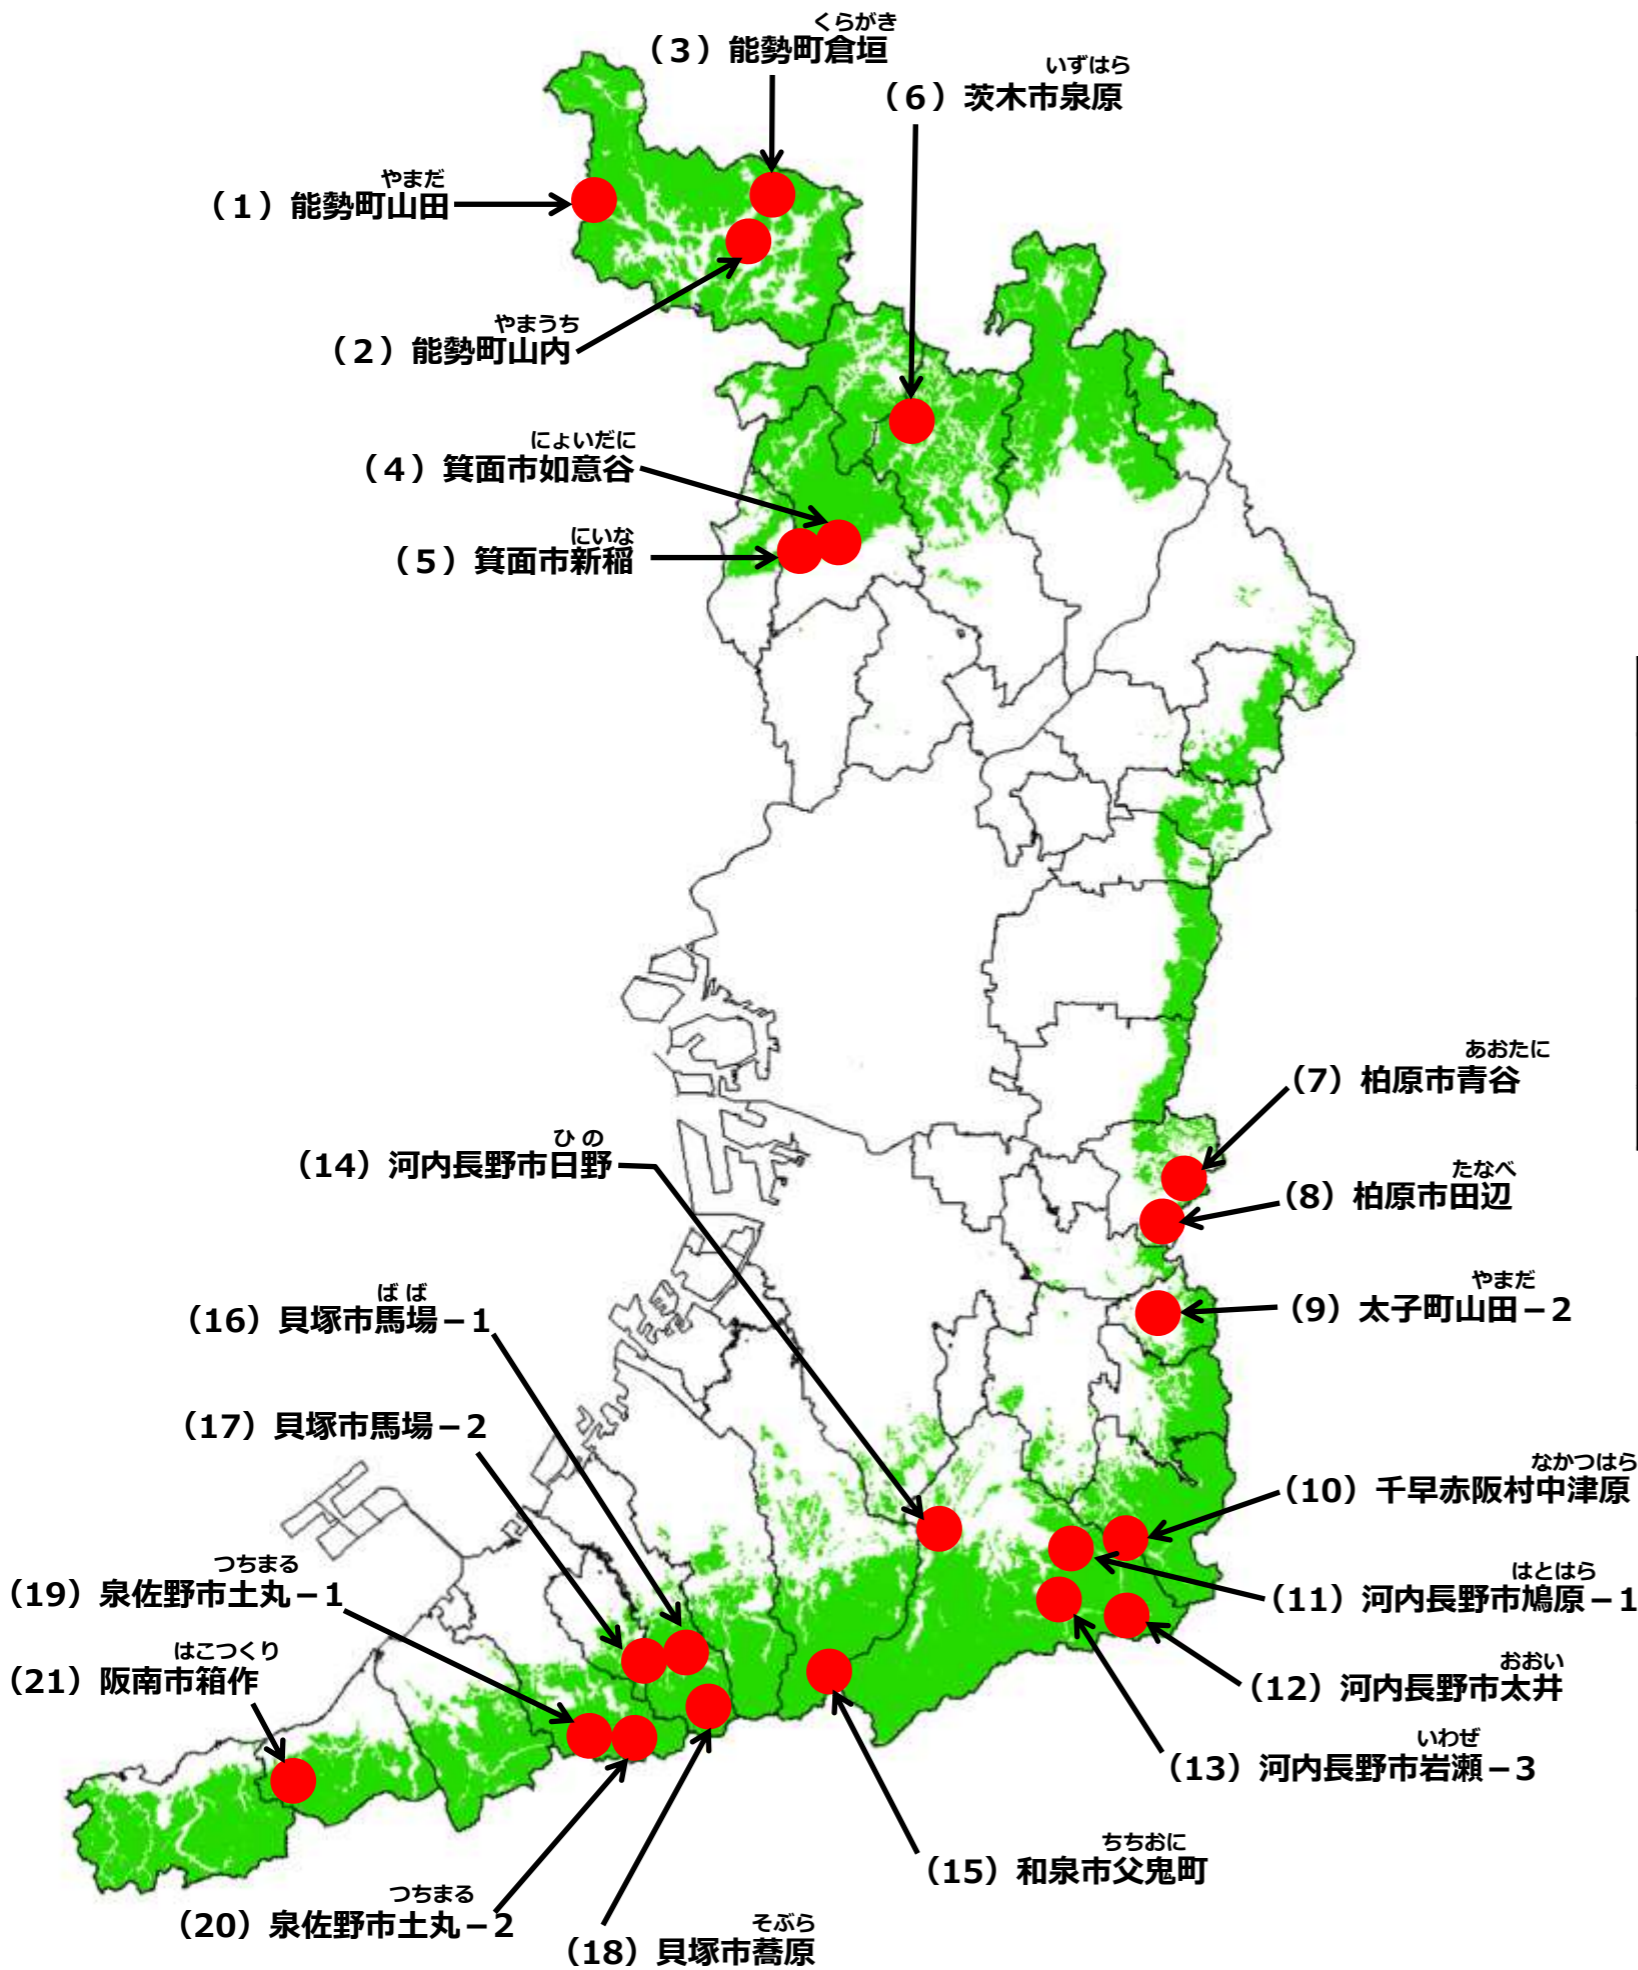 くらがき
（３）能勢町倉垣
いずはら
（６）茨木市泉原
やまだ
（１）能勢町山田
やまうち
（２）能勢町山内
にょいだに
（４）箕面市如意谷
にいな
（５）箕面市新稲
あおたに
（7）柏原市青谷
ひの
（14）河内長野市日野
たなべ
（8）柏原市田辺
やまだ
（9）太子町山田－2
ばば
（16）貝塚市馬場－1
（17）貝塚市馬場－2
なかつはら
（10）千早赤阪村中津原
つちまる
（19）泉佐野市土丸－1
はとはら
（11）河内長野市鳩原－1
はこつくり
（21）阪南市箱作
おおい
（12）河内長野市太井
いわぜ
（13）河内長野市岩瀬－3
ちちおに
（15）和泉市父鬼町
つちまる
（20）泉佐野市土丸－2
そぶら
（18）貝塚市蕎原